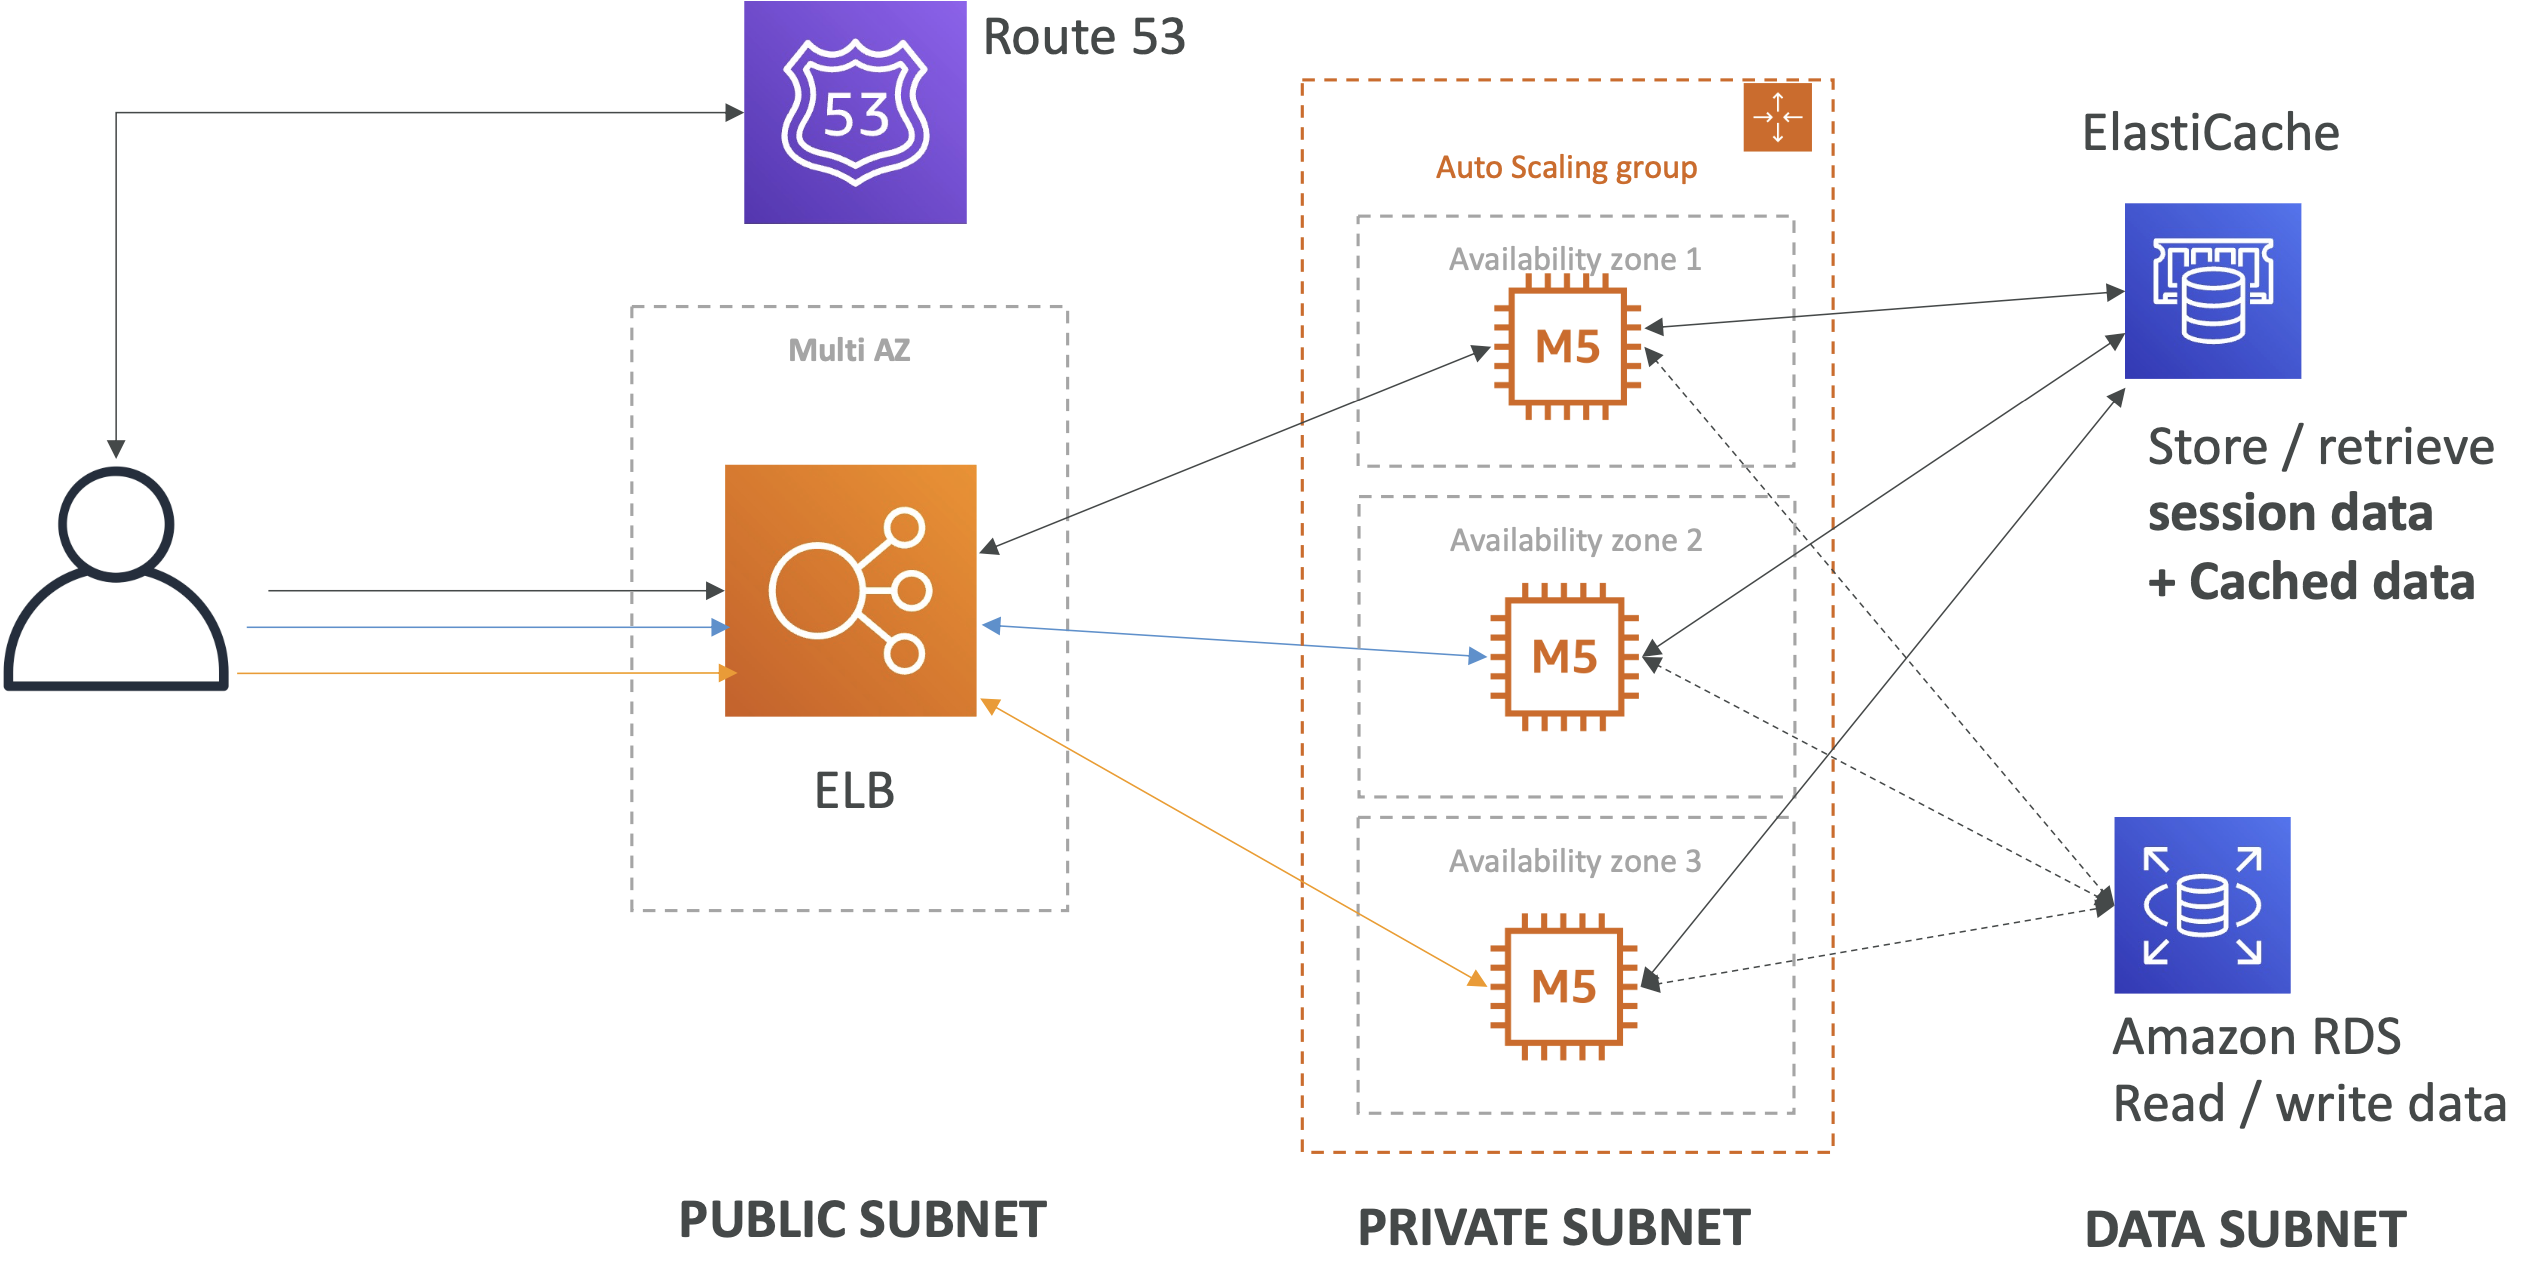 Route 53
53
Auto Scaling group
ElastiCache
Availability zone 1
M5
Multi AZ
Store / retrieve
session data
+ Cached data
Availability zone 2
M5
ELB
Availability zone 3
M5
Amazon RDS
Read / write data
PUBLIC SUBNET
PRIVATE SUBNET
DATA SUBNET